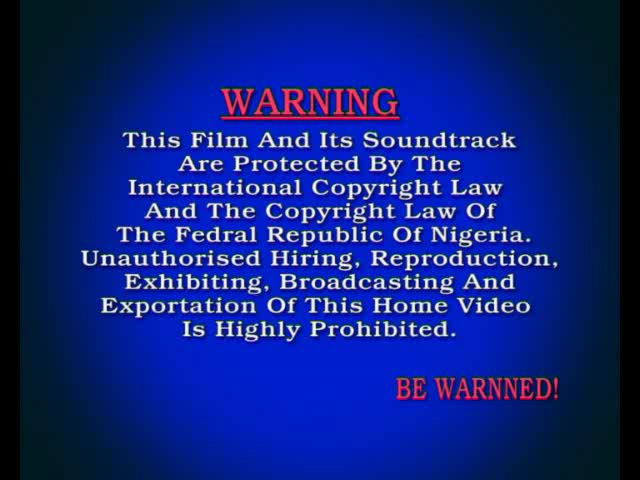 WARNING
This Film And Its Soundtrack
Are Protected By The
International Copyright Law
And The Copyright Law Of
The Fedral Republic Of Nigeria.
Unauthorised Hiring, Reproduction,
Exhibiting, Broadcasting And
Exportation Of This Home Video
Is Highly Prohibited.
BE WARNNED!